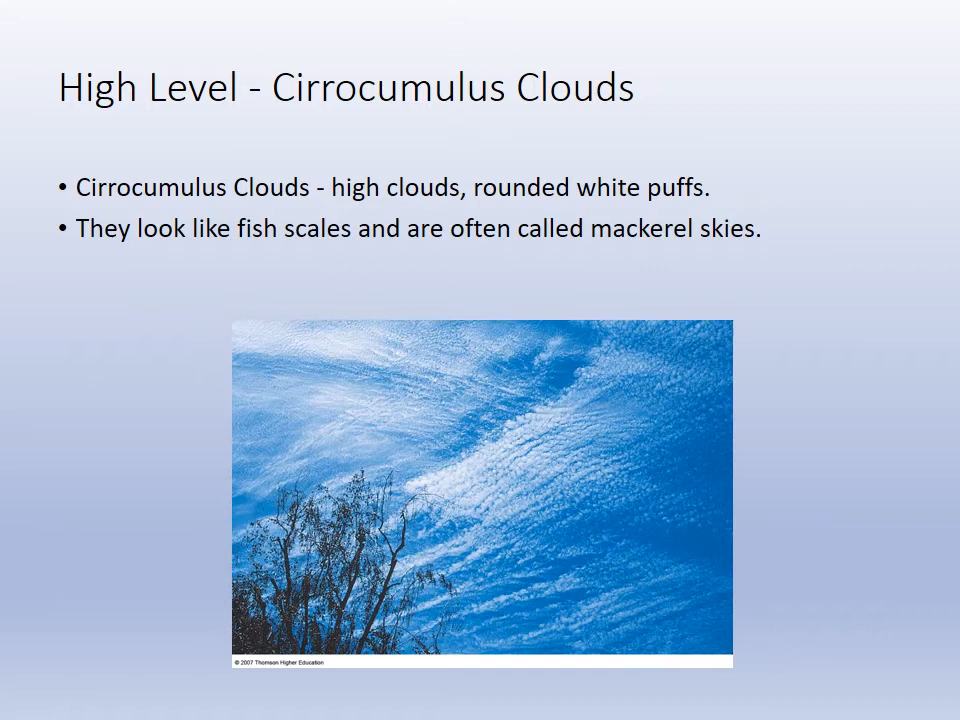 High Level - Cirrocumulus Clouds
• Cirrocumulus Clouds - high clouds, rounded white puffs.
• They look like fish scales and are often called mackerel skies.
© 2007 Thomson Higher Education